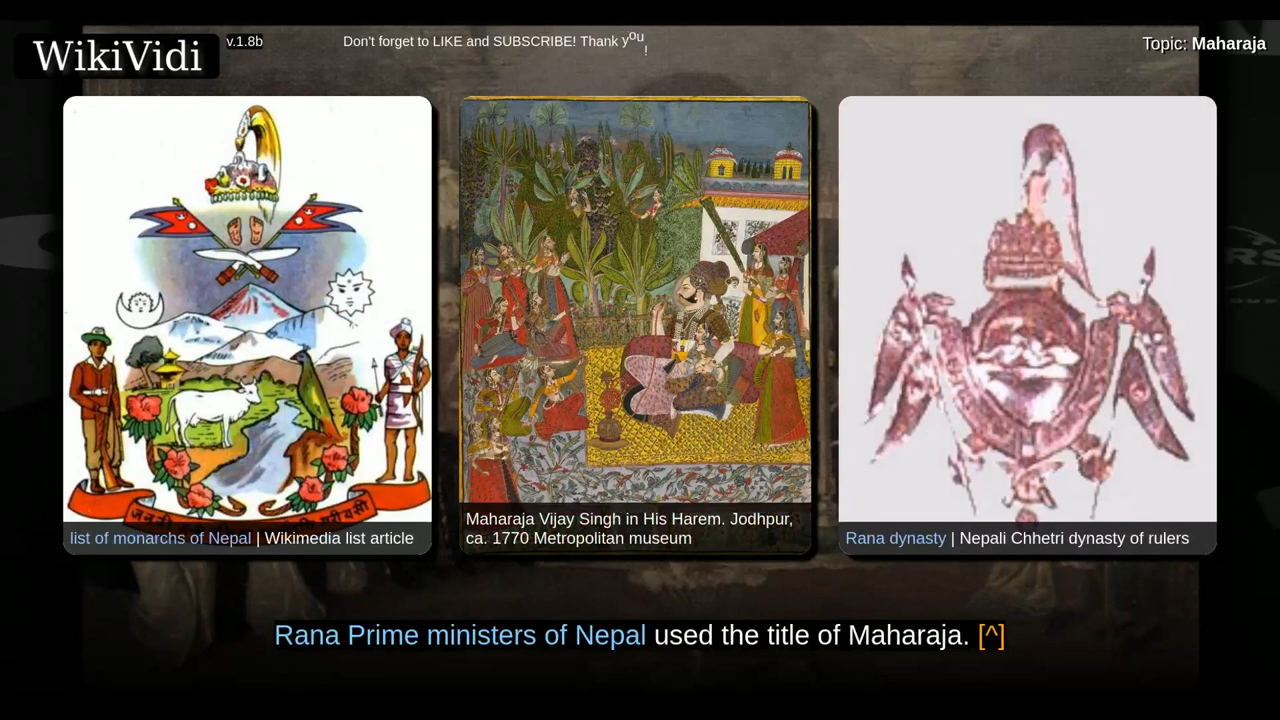 WikiVidi
v.1.8b
Don't forget to LIKE and SUBSCRIBE! Thank you!
Topic: Maharaja
list of monarchs of Nepal | Wikimedia list article
Maharaja Vijay Singh in His Harem. Jodhpur,
ca. 1770 Metropolitan museum
Rana dynasty | Nepali Chhetri dynasty of rulers
Rana Prime ministers of Nepal used the title of Maharaja. [^]